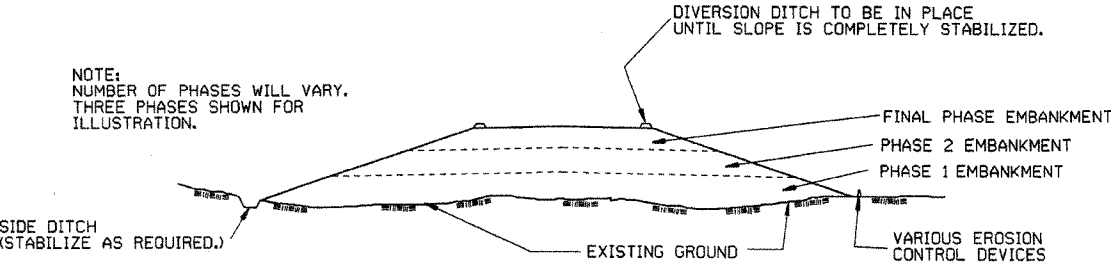 DIVERSION DITCH TO BE IN PLACE
UNTIL SLOPE IS COMPLETELY STABILIZED.
NOTE:
NUMBER OF PHASES WILL VARY.
THREE PHASES SHOWN FOR
ILLUSTRATION.
FINAL PHASE EMBANKMENT
PHASE 2 EMBANKMENT
PHASE 1 EMBANKMENT
SIDE DITCH
(STABILIZE AS REQUIRED.)
EXISTING GROUND
VARIOUS EROSION
CONTROL DEVICES